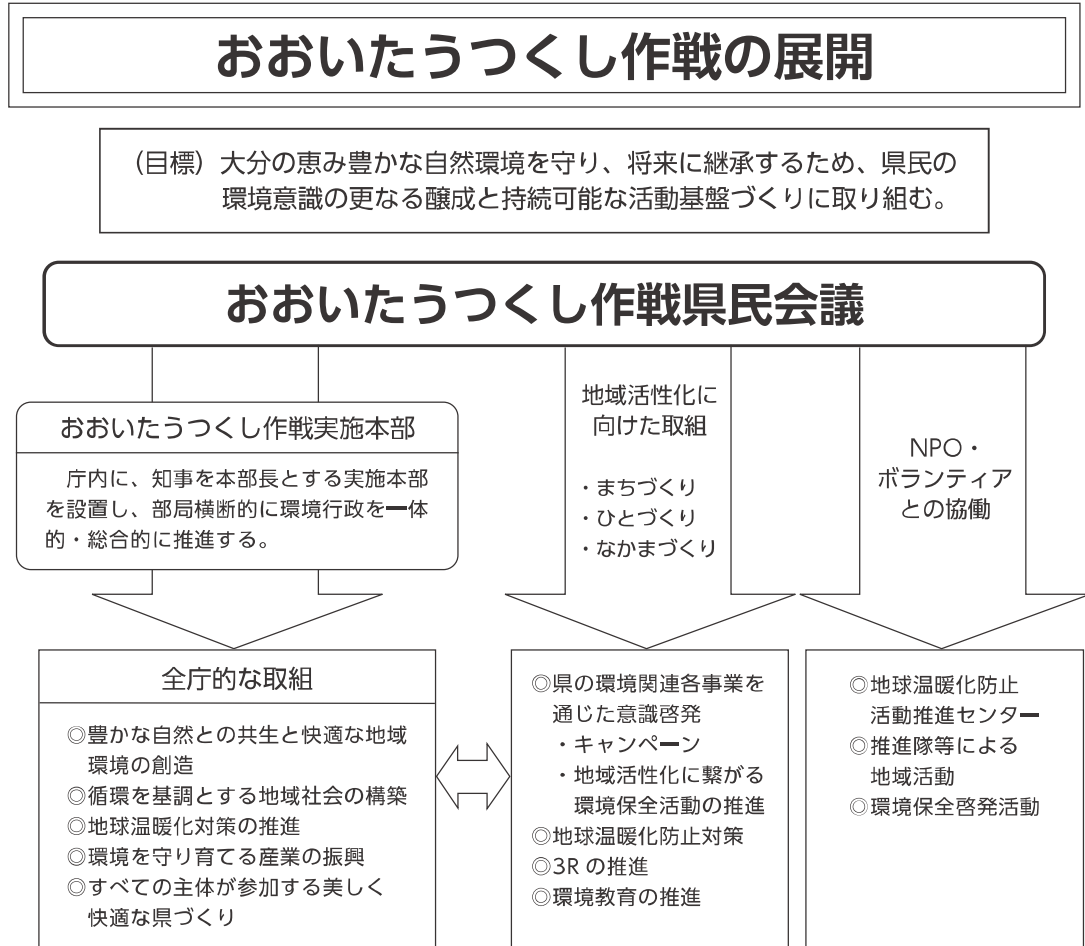 おおいたうつくし作戦の展開
（目標）大分の恵み豊かな自然環境を守り、将来に継承するため、県民の
環境意識の更なる醸成と持続可能な活動基盤づくりに取り組む。
おおいたうつくし作戦県民会議
おおいたうつくし作戦実施本部
庁内に、知事を本部長とする実施本部
を設置し、部局横断的に環境行政を一体
的・総合的に推進する。
地域活性化に
向けた取組
・まちづくり
・ひとづくり
・なかまづくり
NPO・
ボランティア
との協働
全庁的な取組
◎豊かな自然との共生と快適な地域
環境の創造
◎循環を基調とする地域社会の構築
◎地球温暖化対策の推進
◎環境を守り育てる産業の振興
◎すべての主体が参加する美しく
快適な県づくり
◎県の環境関連各事業を
通じた意識啓発
・キャンペーン
・地域活性化に繋がる
環境保全活動の推進
◎地球温暖化防止対策
◎3R の推進
◎環境教育の推進
◎地球温暖化防止
活動推進センター
◎推進隊等による
地域活動
◎環境保全啓発活動